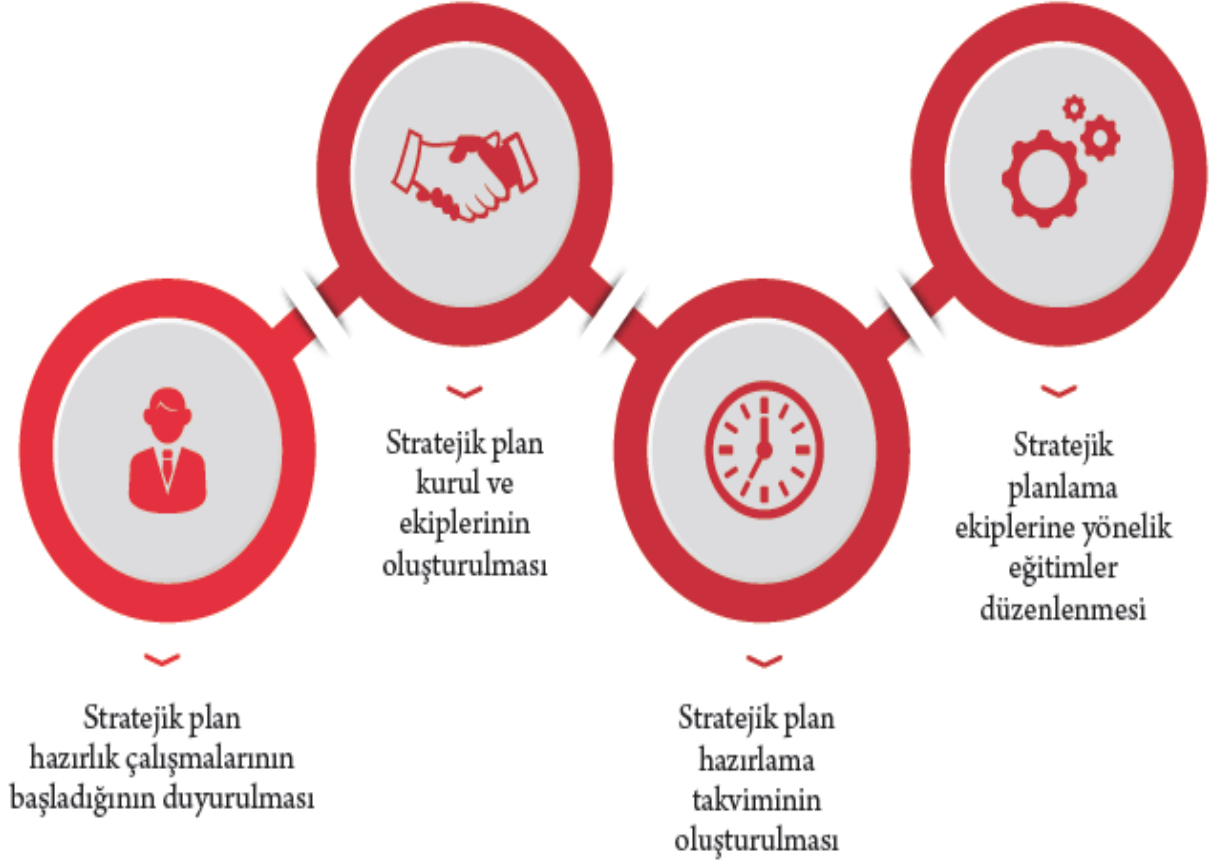 Stratejik plan
hazırlık çalışmalarının
başladığının duyurulması
Stratejik plan
kurul ve
ekiplerinin
oluşturulması
Stratejik plan
hazırlama
takviminin
oluşturulması
Stratejik
planlama
ekiplerine yönelik
eğitimler
düzenlenmesi